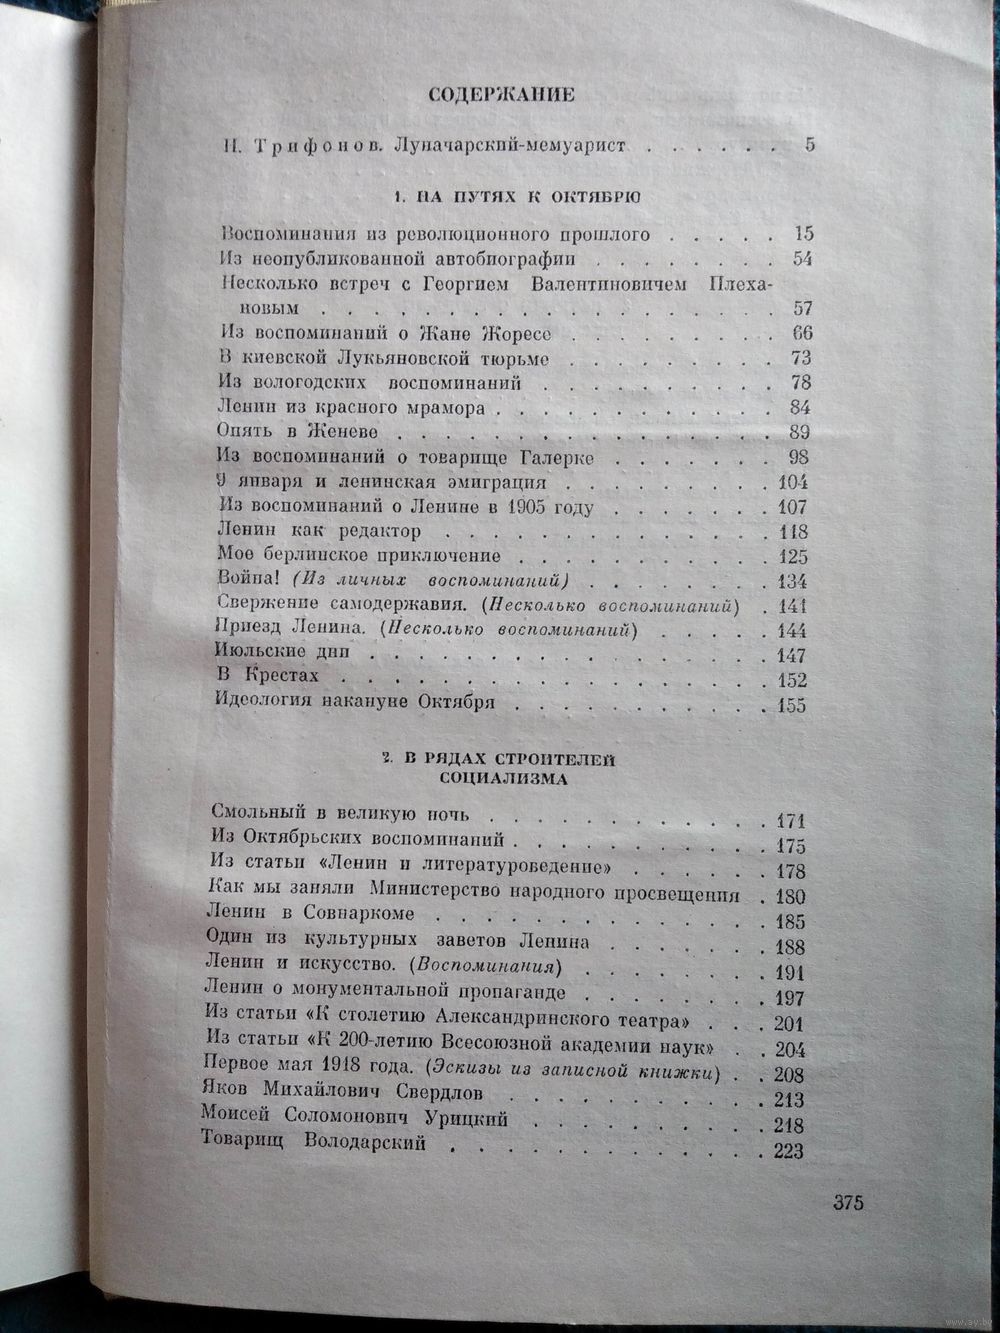 СОДЕРЖАНИЕ
Н. Трифонов. Луначарский-мемуарист . . . . . . 5
1. НА ПУТЯХ К ОКТЯБРЮ
Воспоминания из революционного прошлого . . . . . 15
Из неопубликованной автобиографии . . . . . . . . 54
Несколько встреч с Георгием Валентиновичем Плеха-
новым . . . . . . . . . . . . . . . . . . 57
Из воспоминаний о Жане Жоресе . . . . . . . . . 66
В киевской Лукьяновской тюрьме . . . . . . . . . 73
Из вологодских воспоминаний . . . . . . . . . . 78
Ленин из красного мрамора . . . . . . . . . . . . 84
Опять в Женеве . . . . . . . . . . . . . . . . 89
Из воспоминаний о товарище Галерке . . . . . . . 98
9 января и ленинская эмиграция . . . . . . . . . 104
Из воспоминаний о Ленине в 1905 году . . . . . . . 107
Ленин как редактор . . . . . . . . . . . . . . 118
Мое берлинское приключение . . . . . . . . . . . 125
Война! (Из личных воспоминаний) . . . . . . . . 134
Свержение самодержавия. (Несколько воспоминаний) . 141
Приезд Ленина. (Несколько воспоминаний) . . . . . 144
Июльские дни . . . . . . . . . . . . . . . . . 147
В Крестах . . . . . . . . . . . . . . . . . . 152
Идеология накануне Октября . . . . . . . . . . . 155
2. В РЯДАХ СТРОИТЕЛЕЙ
СОЦИАЛИЗМА
Смольный в великую ночь . . . . . . . . . . . . 171
Из Октябрьских воспоминаний . . . . . . . . . . . 175
Из статьи «Ленин и литературоведение» . . . . . . 178
Как мы заняли Министерство народного просвещения . 180
Ленин в Совнаркоме . . . . . . . . . . . . . . 185
Один из культурных заветов Ленина . . . . . . . 188
Ленин и искусство. (Воспоминания) . . . . . . . . 191
Ленин о монументальной пропаганде . . . . . . . . 197
Из статьи «К столетию Александринского театра» . . . 201
Из статьи «К 200-летию Всесоюзной академии наук» . . 204
Первое мая 1918 года. (Эскизы из записной книжки) . . 208
Яков Михайлович Свердлов . . . . . . . . . . . 213
Моисей Соломонович Урицкий . . . . . . . . . . 218
Товарищ Володарский . . . . . . . . . . . . . 223
375
www.ay.by